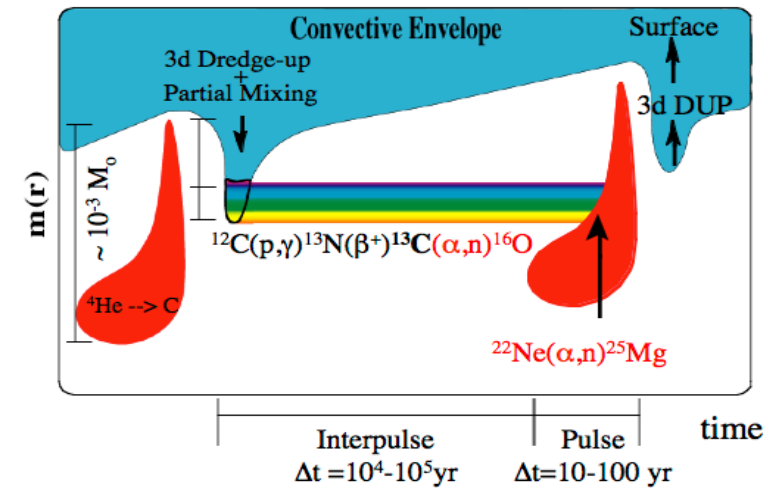 Convective Envelope
Surface
3d Dredge-up
+
Partial Mixing
3d DUP
m(r)
~ 10⁻³ Mₒ
¹²C(p,γ)¹³N(β⁺)¹³C(α,n)¹⁶O
⁴He --> C
²²Ne(α,n)²⁵Mg
time
Interpulse
Δt =10⁴-10⁵yr
Pulse
Δt=10-100 yr